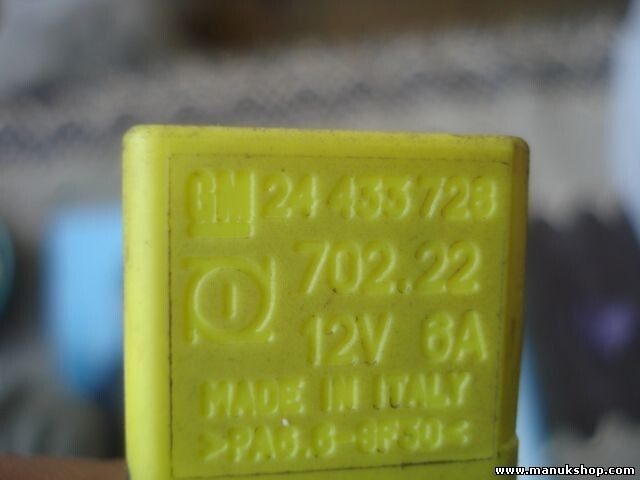 GM 24 433 728
702.22
12V 6A
MADE IN ITALY
>PA6.6-GF30<
www.manukshop.com